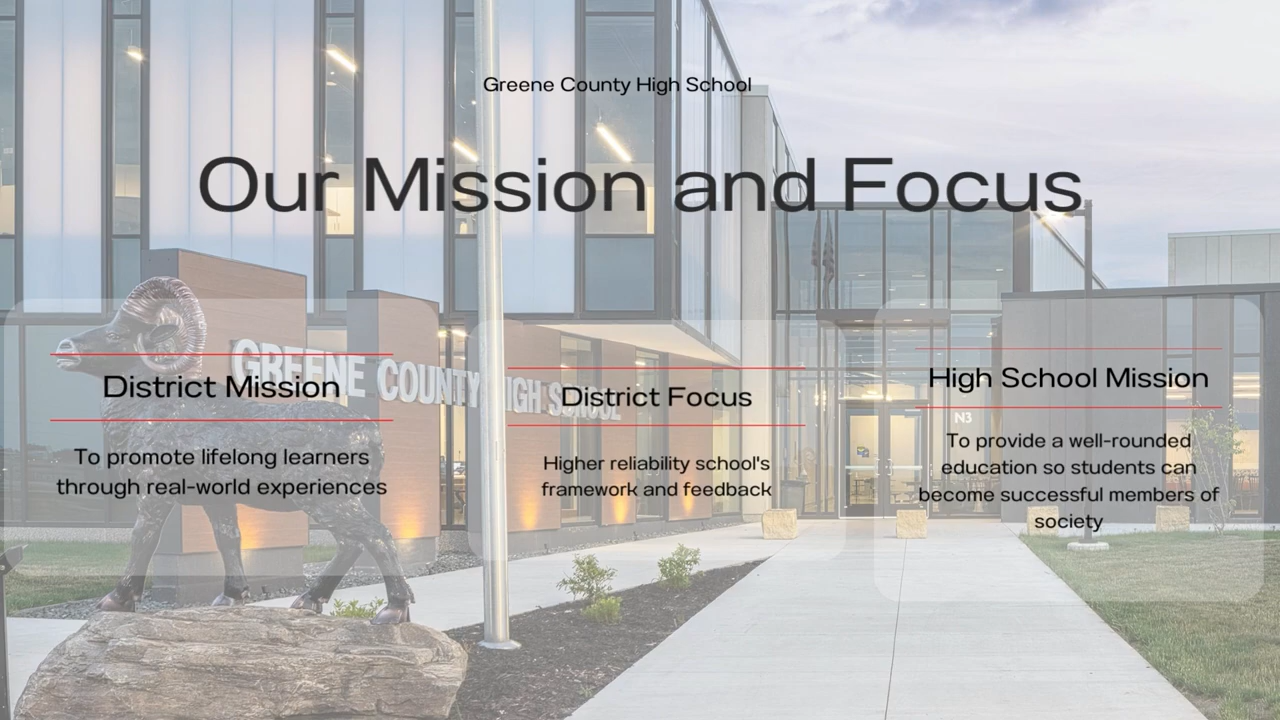 Greene County High School
Our Mission and Focus
GREENE COUNTY HIGH SCHOOL
District Mission
To promote lifelong learners
through real-world experiences
District Focus
Higher reliability school's
framework and feedback
High School Mission
N3
To provide a well-rounded
education so students can
become successful members of
society